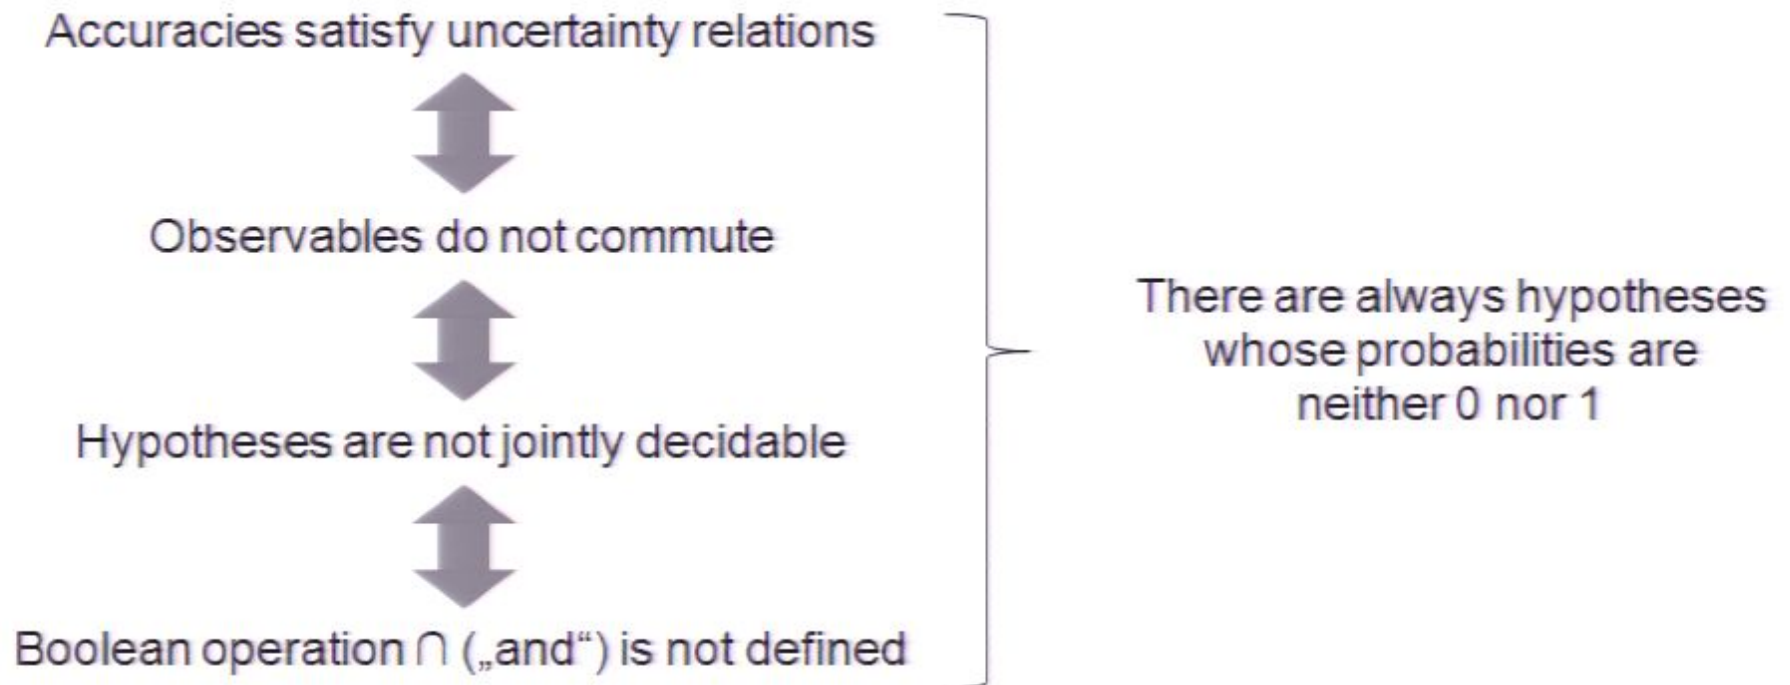 Accuracies satisfy uncertainty relations
Observables do not commute
Hypotheses are not jointly decidable
Boolean operation ∩ („and“) is not defined
There are always hypotheses
whose probabilities are
neither 0 nor 1